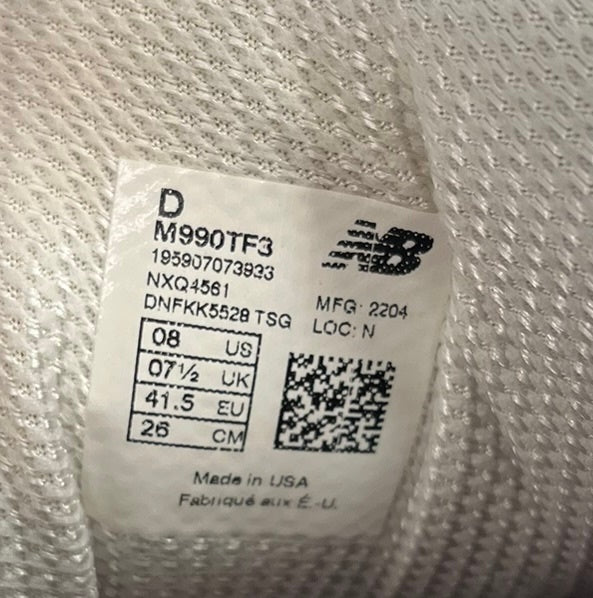 D
M990TF3
195907073933
NXQ4561
DNFKK5528 TSG
NB
MFG: 2204
LOC: N
08 US
07½ UK
41.5 EU
26 CM
Made in USA
Fabriqué aux É.-U.